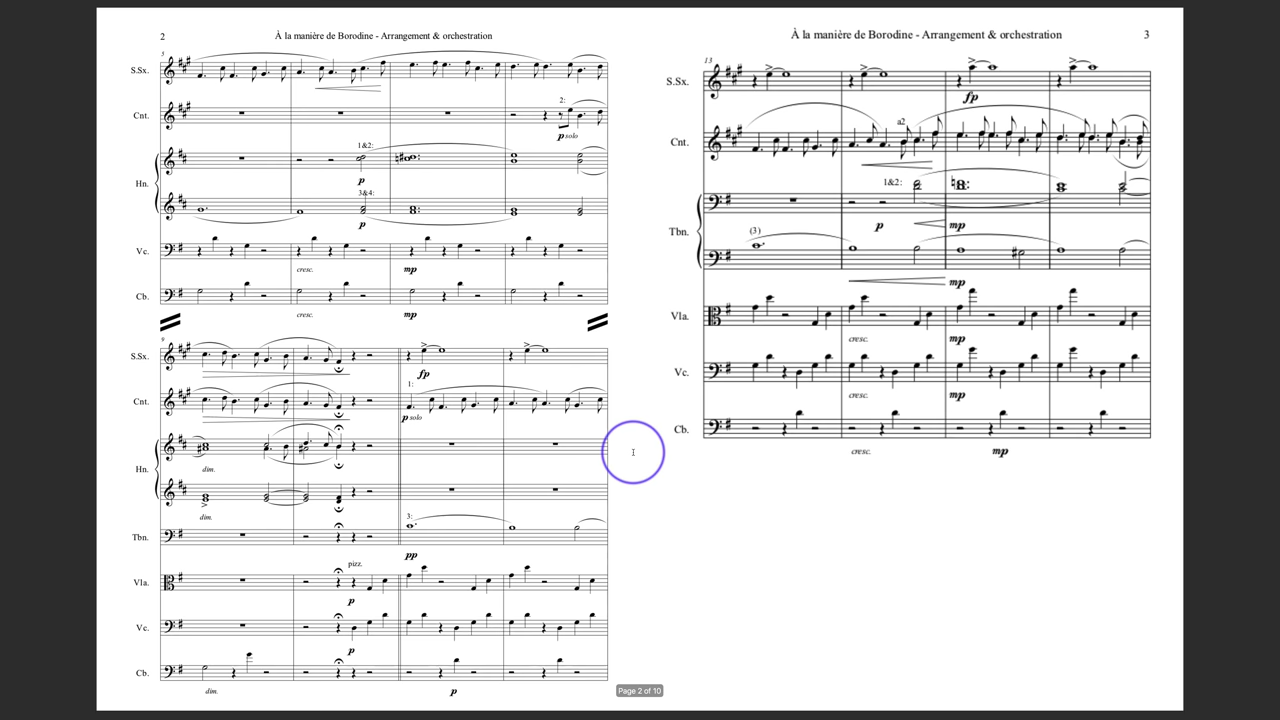 2
À la manière de Borodine - Arrangement & orchestration
5
S.Sx.
Cnt.
2:
p solo
1&2:
Hn.
p
3&4:
p
Vc.
cresc.
mp
Cb.
cresc.
mp
9
S.Sx.
fp
1:
Cnt.
p solo
Hn.
dim.
dim.
3:
Tbn.
pp
pizz.
Vla.
p
Vc.
p
Cb.
dim.
p
À la manière de Borodine - Arrangement & orchestration
3
13
S.Sx.
fp
a2
Cnt.
1&2:
p
mp
Tbn.
(3)
mp
Vla.
cresc.
mp
Vc.
cresc.
mp
Cb.
cresc.
mp
Page 2 of 10